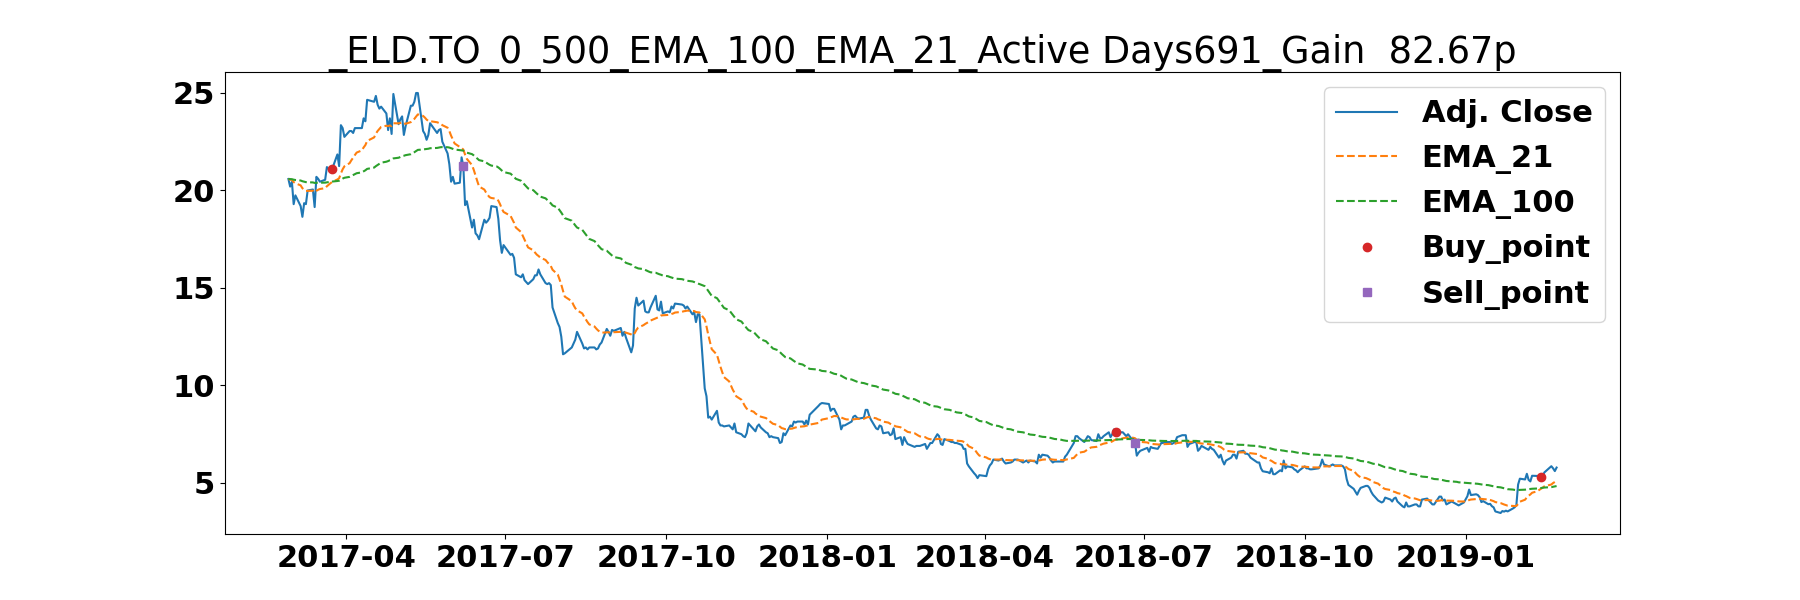 _ELD.TO_0_500_EMA_100_EMA_21_Active Days691_Gain  82.67p
25
20
15
10
5
Adj. Close
EMA_21
EMA_100
Buy_point
Sell_point
2017-04 2017-07 2017-10 2018-01 2018-04 2018-07 2018-10 2019-01